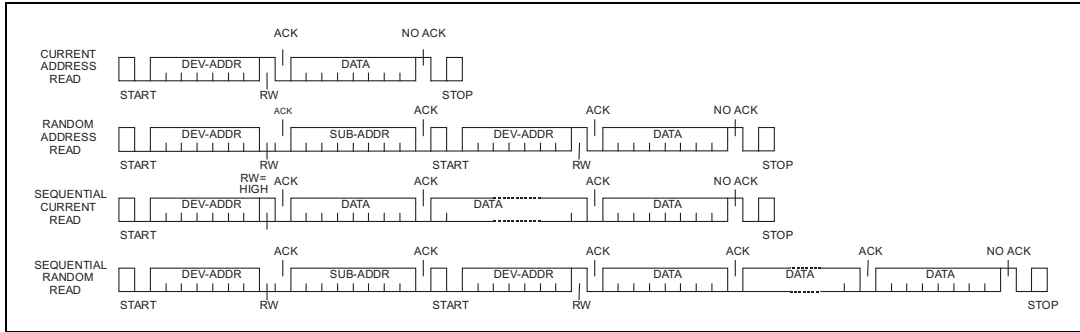 ACK NO ACK
CURRENT
ADDRESS
READ
DEV-ADDR DATA
START RW STOP
ACK ACK ACK NO ACK
RANDOM
ADDRESS
READ
DEV-ADDR SUB-ADDR DEV-ADDR DATA
START RW START RW STOP
RW=
HIGH
ACK ACK ACK NO ACK
SEQUENTIAL
CURRENT
READ
DEV-ADDR DATA DATA DATA
START STOP
ACK ACK ACK ACK ACK NO ACK
SEQUENTIAL
RANDOM
READ
DEV-ADDR SUB-ADDR DEV-ADDR DATA DATA DATA
START RW START RW STOP